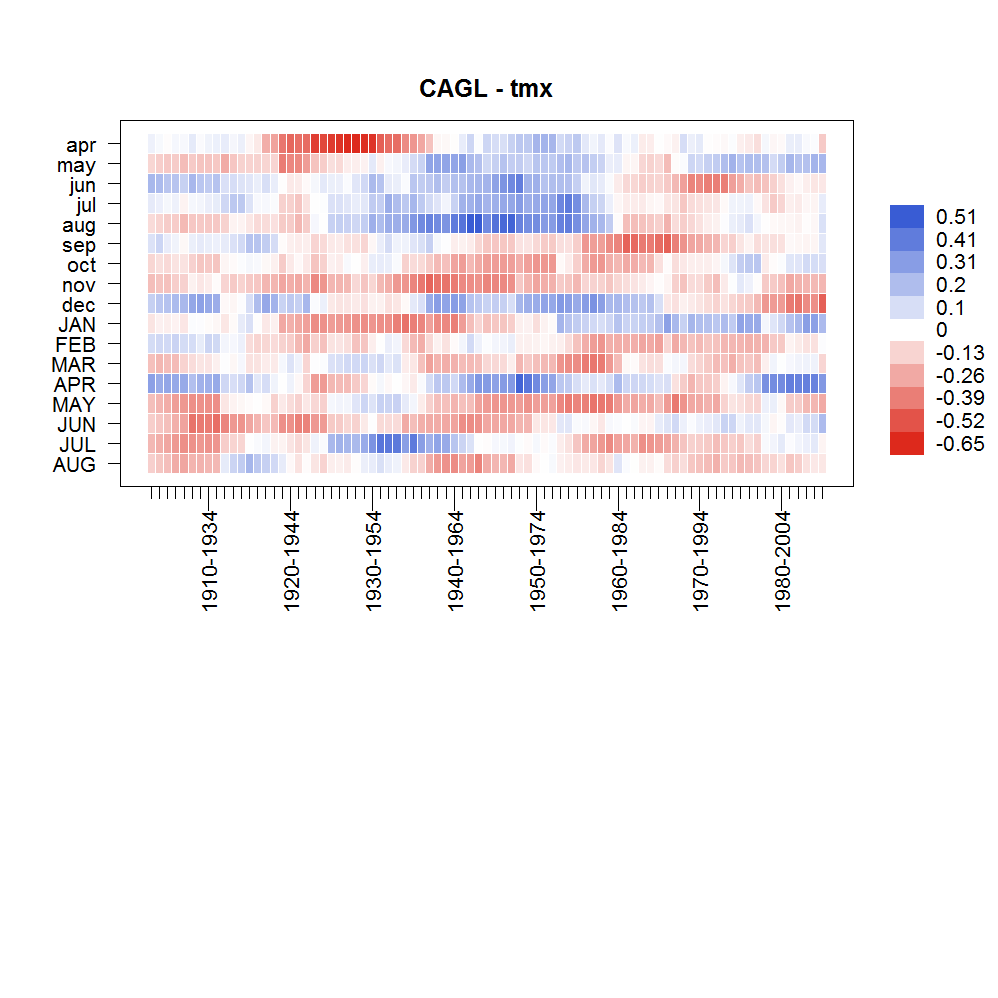 CAGL - tmx
apr
may
jun
jul
aug
sep
oct
nov
dec
JAN
FEB
MAR
APR
MAY
JUN
JUL
AUG
0.51
0.41
0.31
0.2
0.1
0
-0.13
-0.26
-0.39
-0.52
-0.65
1910-1934
1920-1944
1930-1954
1940-1964
1950-1974
1960-1984
1970-1994
1980-2004